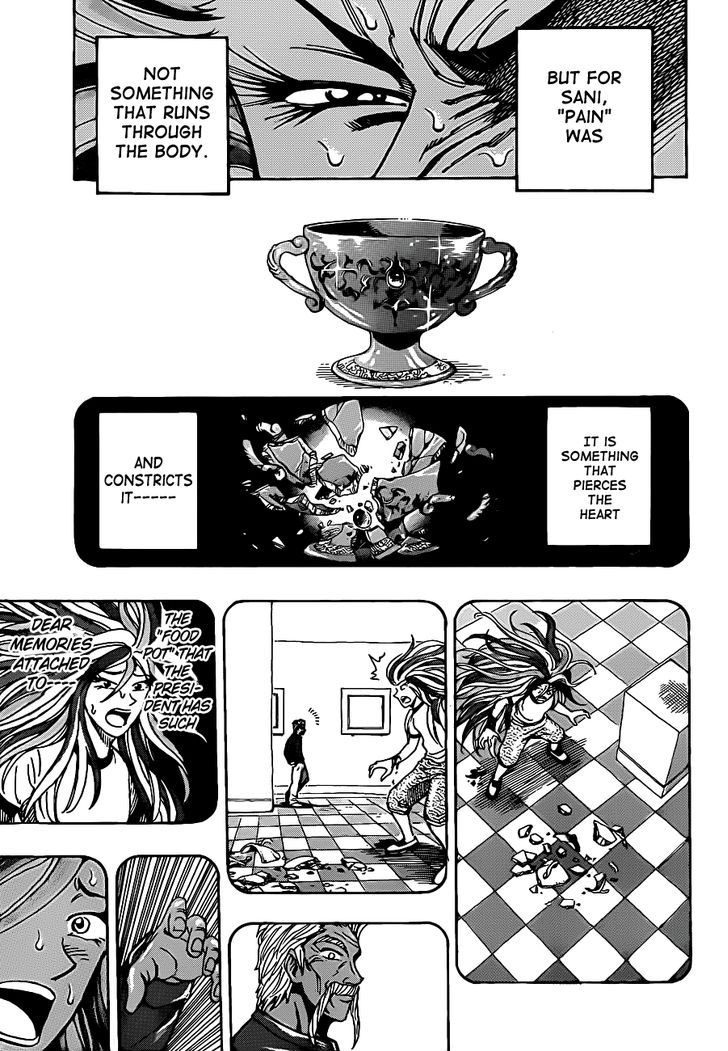 BUT FOR
SANI,
"PAIN"
WAS
NOT
SOMETHING
THAT RUNS
THROUGH
THE BODY.
IT IS
SOMETHING
THAT
PIERCES
THE
HEART
AND
CONSTRICTS
IT-----
THE
"FOOD
POT" THAT
THE
PRESI-
DENT HAS
SUCH
DEAR
MEMORIES
ATTACHED
TO-----